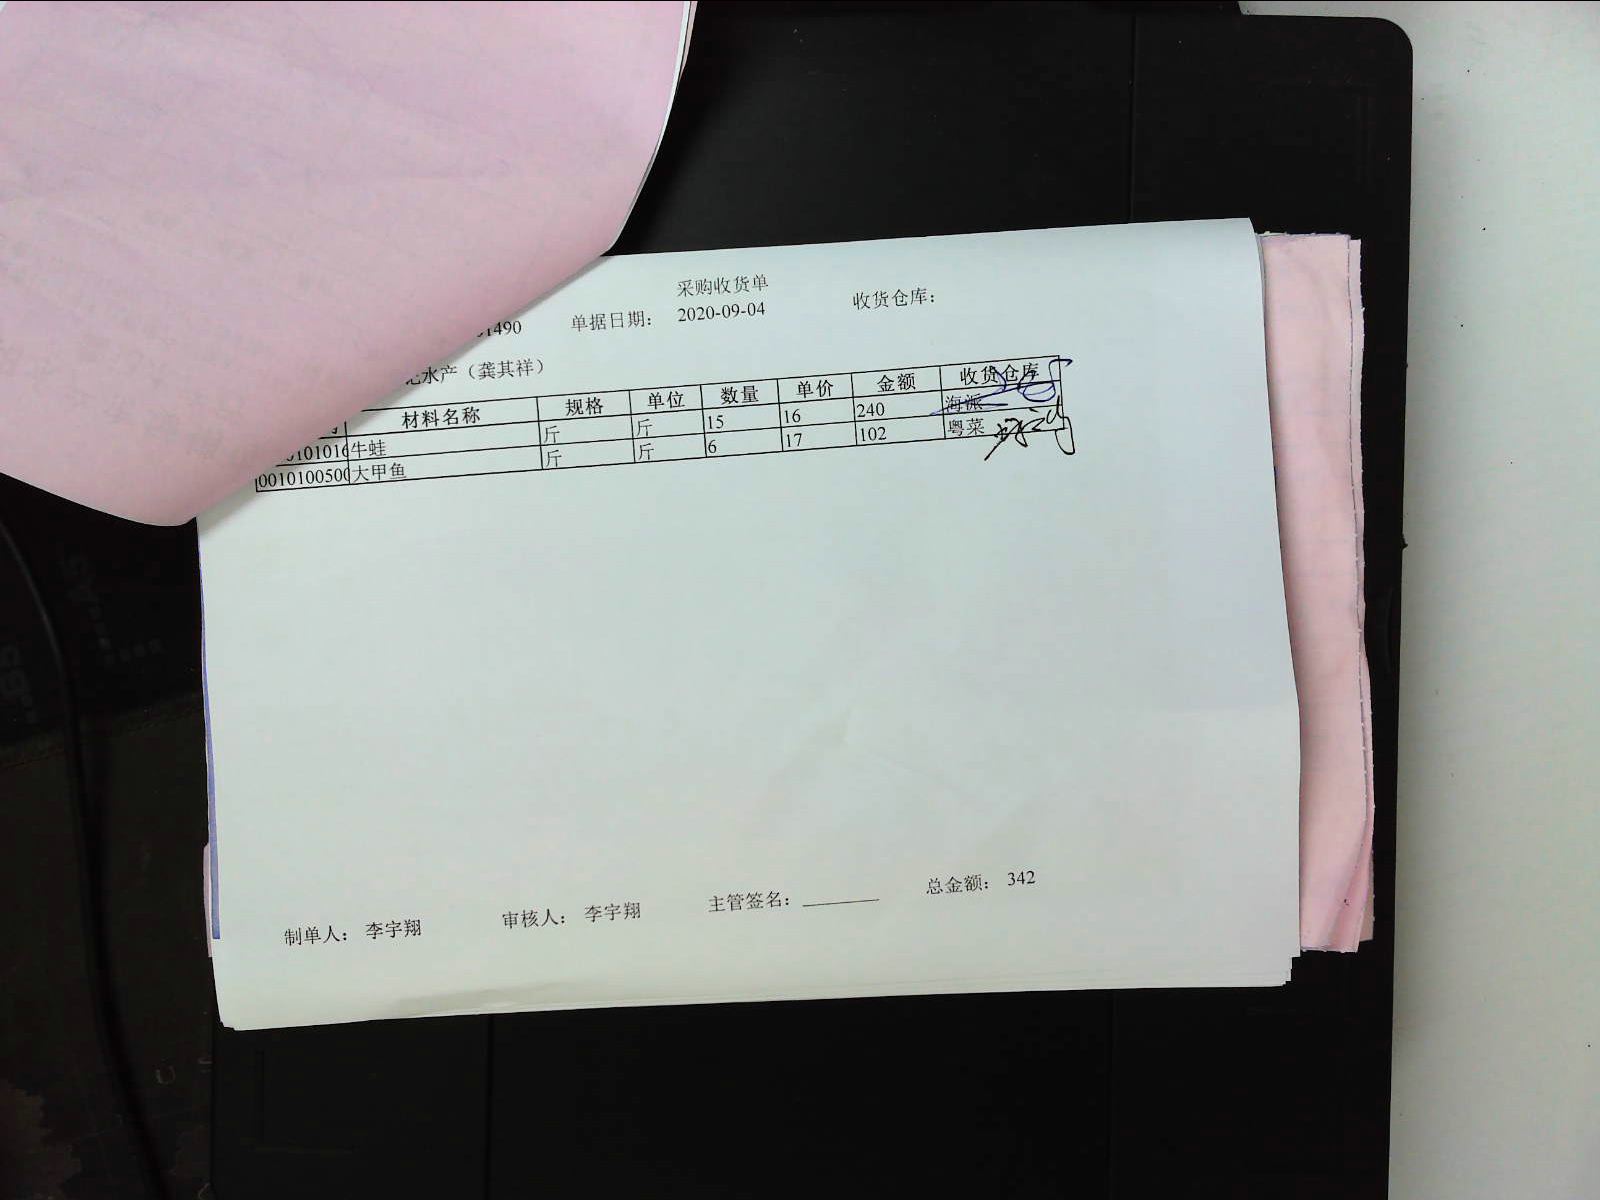 采购收货单
1490 单据日期： 2020-09-04 收货仓库：
水产（龚其祥）
材料名称 规格 单位 数量 单价 金额 收货仓库
0101016 牛蛙 斤 斤 15 16 240 海派
0010100500 大甲鱼 斤 斤 6 17 102 粤菜
制单人： 李宇翔 审核人： 李宇翔 主管签名： 总金额： 342